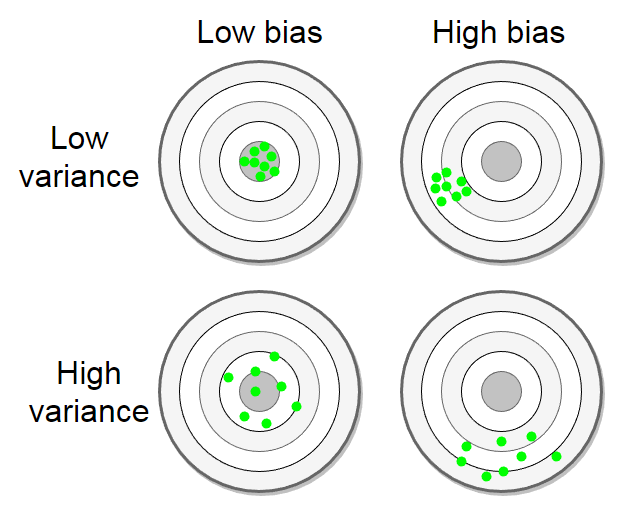 Low bias
High bias
Low
variance
High
variance